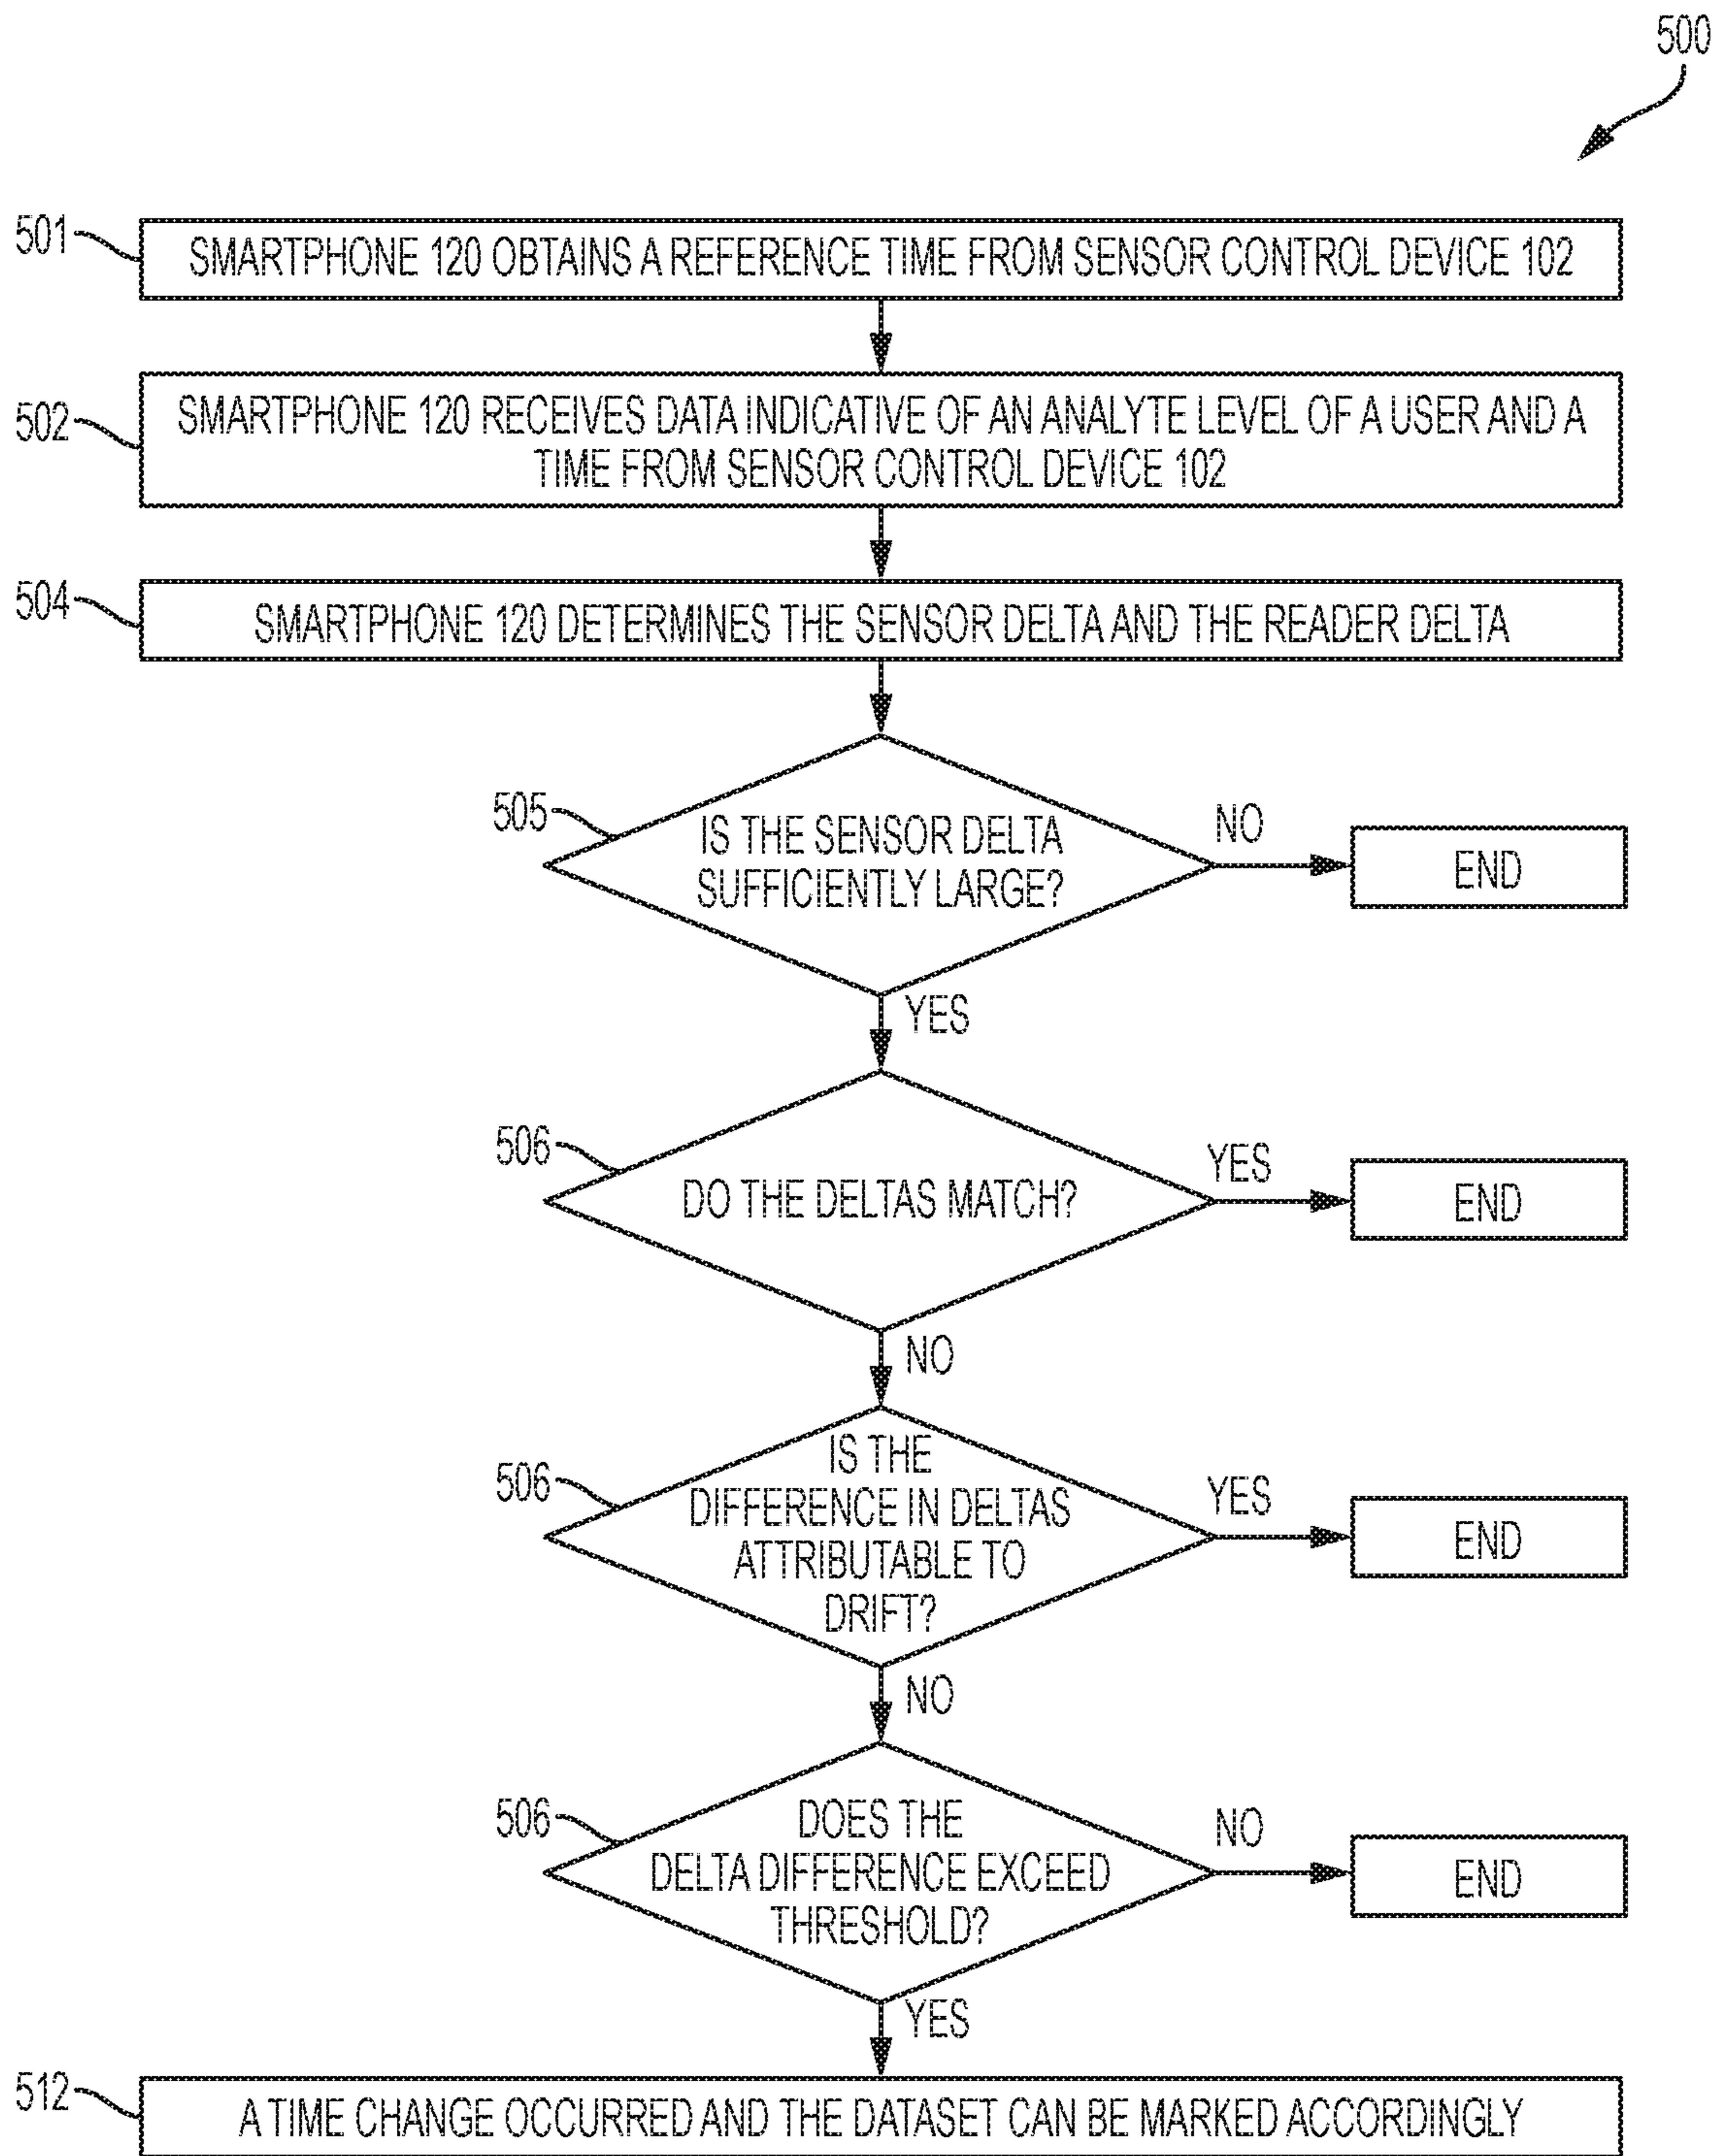 500
501
SMARTPHONE 120 OBTAINS A REFERENCE TIME FROM SENSOR CONTROL DEVICE 102
502
SMARTPHONE 120 RECEIVES DATA INDICATIVE OF AN ANALYTE LEVEL OF A USER AND A
TIME FROM SENSOR CONTROL DEVICE 102
504
SMARTPHONE 120 DETERMINES THE SENSOR DELTA AND THE READER DELTA
505
IS THE SENSOR DELTA
SUFFICIENTLY LARGE?
NO
END
YES
506
DO THE DELTAS MATCH?
YES
END
NO
506
IS THE
DIFFERENCE IN DELTAS
ATTRIBUTABLE TO
DRIFT?
YES
END
NO
506
DOES THE
DELTA DIFFERENCE EXCEED
THRESHOLD?
NO
END
YES
512
A TIME CHANGE OCCURRED AND THE DATASET CAN BE MARKED ACCORDINGLY